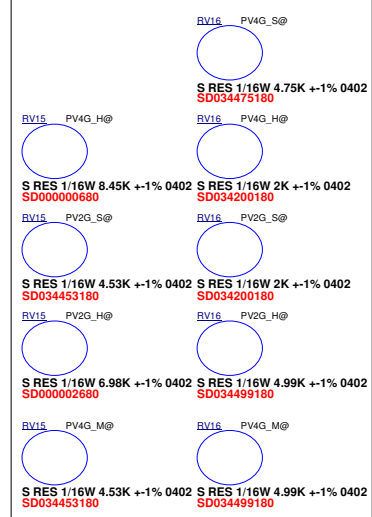 RV16 PV4G_S@
S RES 1/16W 4.75K +-1% 0402
SD034475180
RV15 PV4G_H@ RV16 PV4G_H@
S RES 1/16W 8.45K +-1% 0402 S RES 1/16W 2K +-1% 0402
SD000000680 SD034200180
RV15 PV2G_S@ RV16 PV2G_S@
S RES 1/16W 4.53K +-1% 0402 S RES 1/16W 2K +-1% 0402
SD034453180 SD034200180
RV15 PV2G_H@ RV16 PV2G_H@
S RES 1/16W 6.98K +-1% 0402 S RES 1/16W 4.99K +-1% 0402
SD000002680 SD034499180
RV15 PV4G_M@ RV16 PV4G_M@
S RES 1/16W 4.53K +-1% 0402 S RES 1/16W 4.99K +-1% 0402
SD034453180 SD034499180